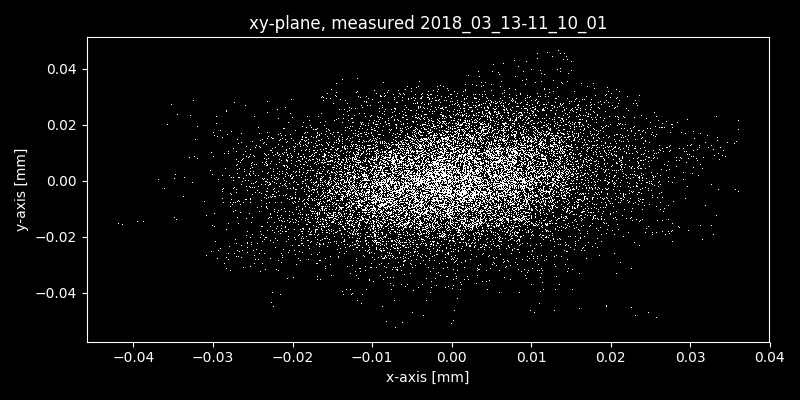 xy-plane, measured 2018_03_13-11_10_01
0.04
0.02
0.00
−0.02
−0.04
y-axis [mm]
−0.04 −0.03 −0.02 −0.01 0.00 0.01 0.02 0.03 0.04
x-axis [mm]